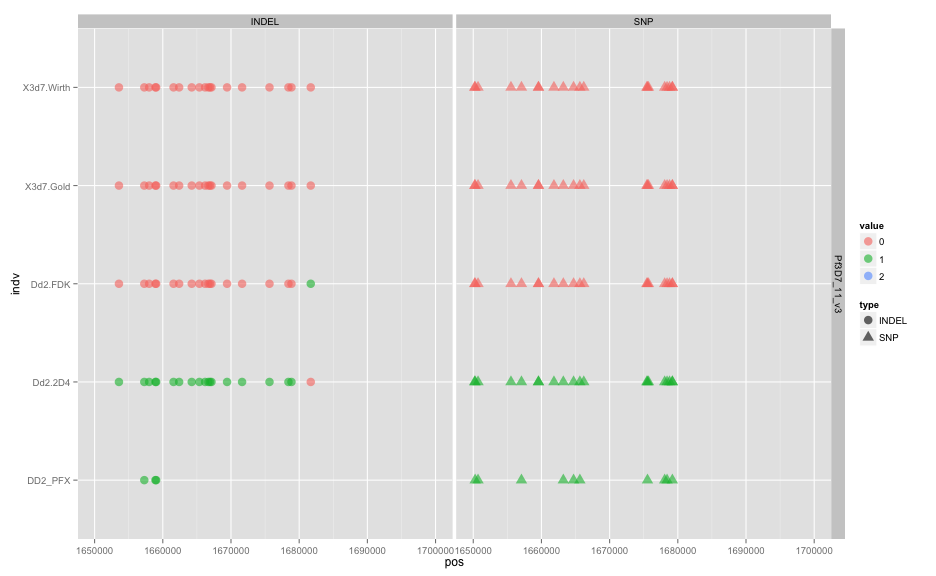 INDEL SNP
X3d7.Wirth
X3d7.Gold
Dd2.FDK
Dd2.2D4
DD2_PFX
indv
Pf3D7_11_v3
1650000 1660000 1670000 1680000 1690000 1700000 1650000 1660000 1670000 1680000 1690000 1700000
pos
value
0
1
2
type
INDEL
SNP